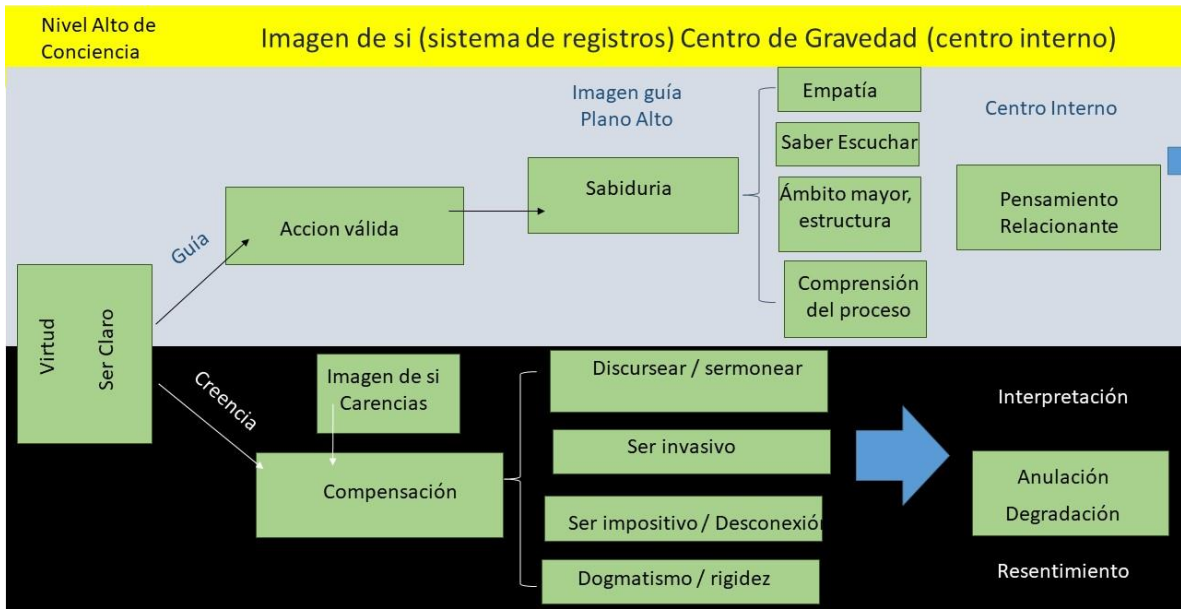 Nivel Alto de
Conciencia
Imagen de si (sistema de registros) Centro de Gravedad (centro interno)
Imagen guía
Plano Alto
Empatía
Centro Interno
Saber Escuchar
Sabiduria
Ámbito mayor,
estructura
Pensamiento
Relacionante
Accion válida
Guía
Comprensión
del proceso
Virtud
Ser Claro
Creencia
Imagen de si
Carencias
Discursear / sermonear
Interpretación
Ser invasivo
Compensación
Anulación
Degradación
Ser impositivo / Desconexión
Dogmatismo / rigidez
Resentimiento